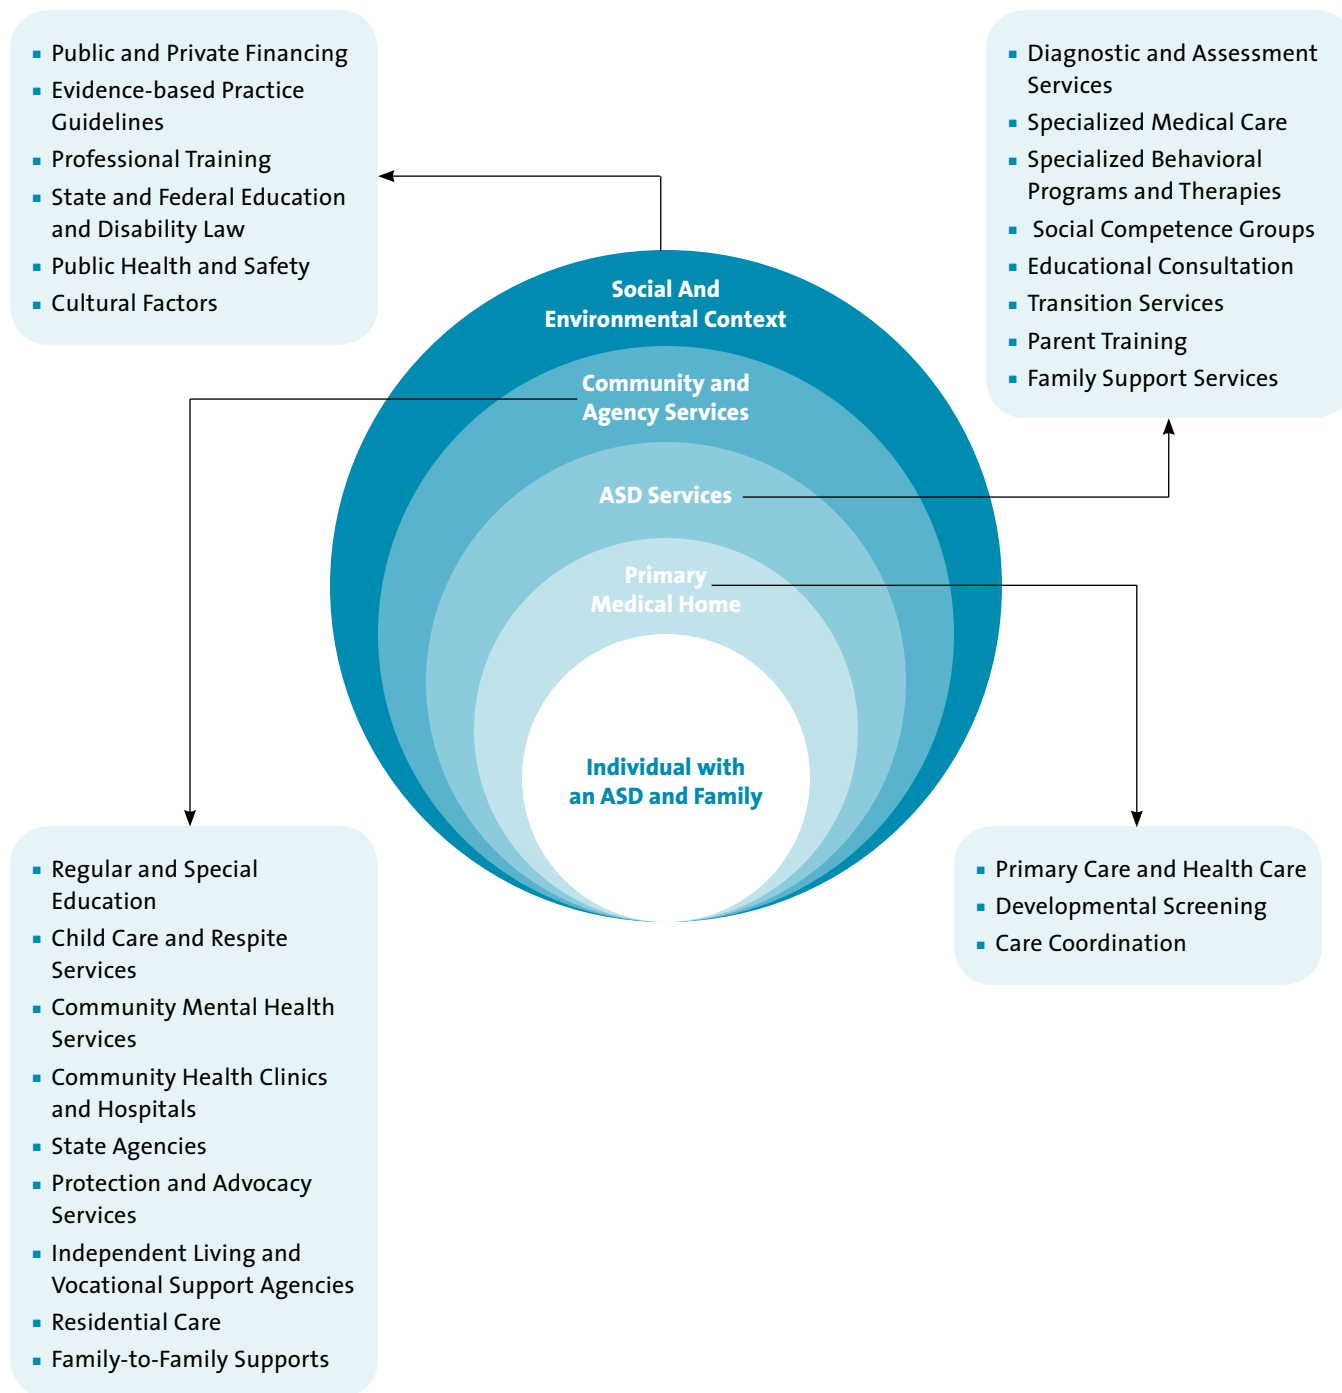 Public and Private Financing
Evidence-based Practice
Guidelines
Professional Training
State and Federal Education
and Disability Law
Public Health and Safety
Cultural Factors
Diagnostic and Assessment
Services
Specialized Medical Care
Specialized Behavioral
Programs and Therapies
Social Competence Groups
Educational Consultation
Transition Services
Parent Training
Family Support Services
Social And
Environmental Context
Community and
Agency Services
ASD Services
Primary
Medical Home
Individual with
an ASD and Family
Regular and Special
Education
Child Care and Respite
Services
Community Mental Health
Services
Community Health Clinics
and Hospitals
State Agencies
Protection and Advocacy
Services
Independent Living and
Vocational Support Agencies
Residential Care
Family-to-Family Supports
Primary Care and Health Care
Developmental Screening
Care Coordination